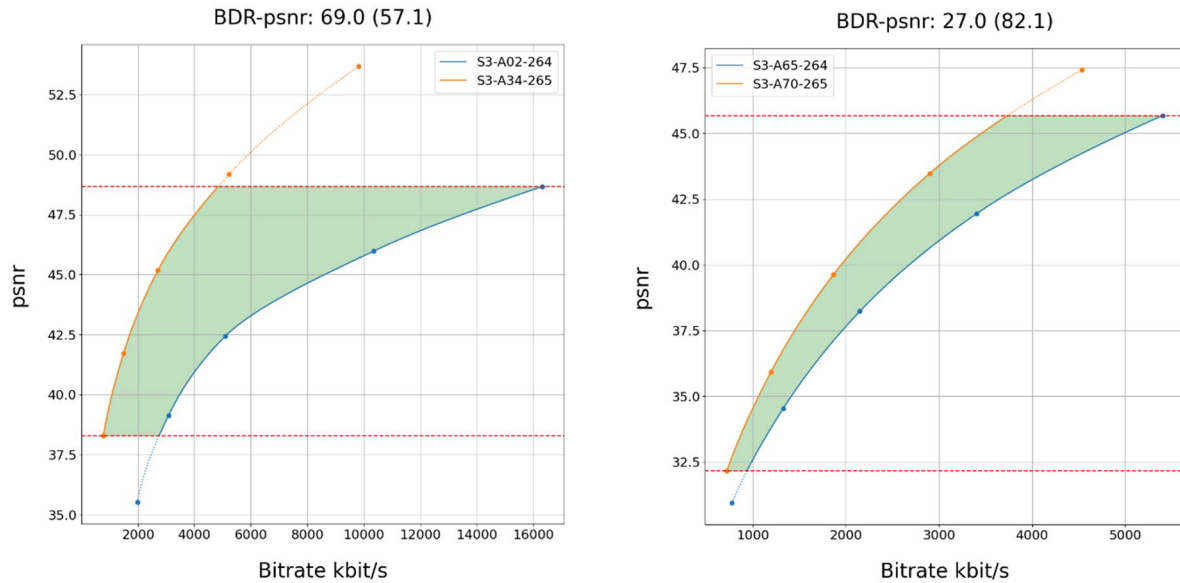 BDR-psnr: 69.0 (57.1)
S3-A02-264
S3-A34-265
52.5
50.0
47.5
45.0
42.5
40.0
37.5
35.0
psnr
2000 4000 6000 8000 10000 12000 14000 16000
Bitrate kbit/s
BDR-psnr: 27.0 (82.1)
S3-A65-264
S3-A70-265
47.5
45.0
42.5
40.0
37.5
35.0
32.5
psnr
1000 2000 3000 4000 5000
Bitrate kbit/s